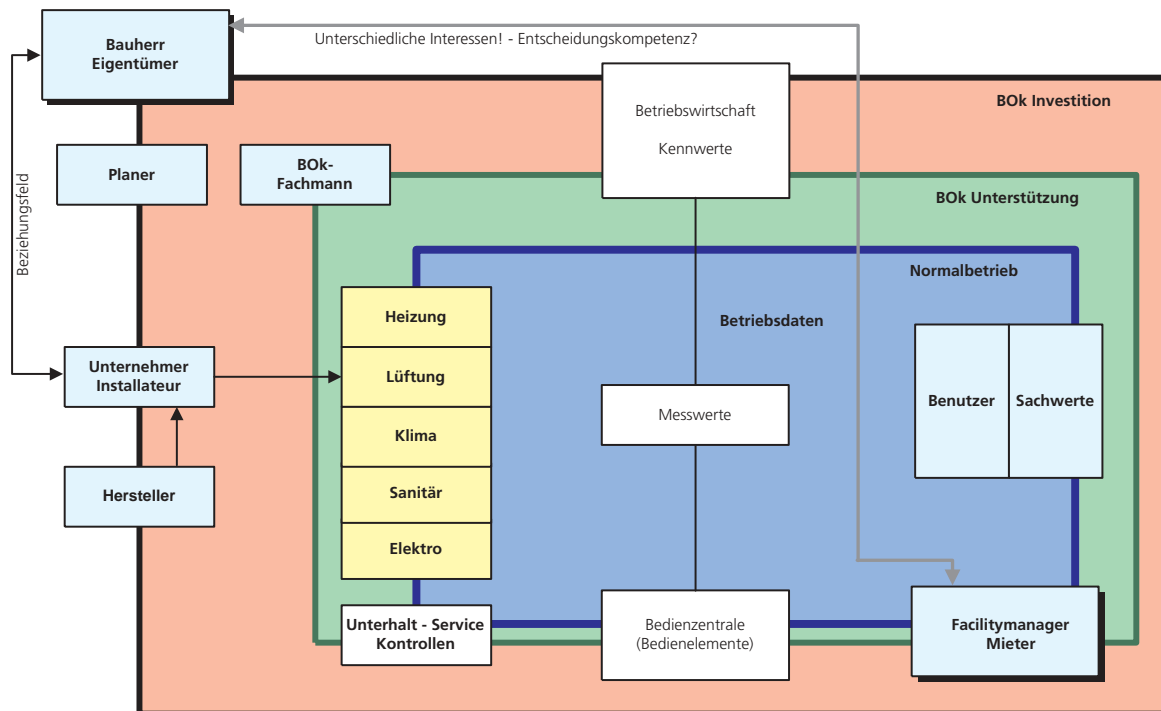 Bauherr
Eigentümer
Unterschiedliche Interessen! - Entscheidungskompetenz?
BOk Investition
Betriebswirtschaft
Kennwerte
Planer
BOk-
Fachmann
BOk Unterstützung
Beziehungsfeld
Normalbetrieb
Heizung
Betriebsdaten
Unternehmer
Installateur
Lüftung
Benutzer
Sachwerte
Messwerte
Klima
Hersteller
Sanitär
Elektro
Unterhalt - Service
Kontrollen
Bedienzentrale
(Bedienelemente)
Facilitymanager
Mieter